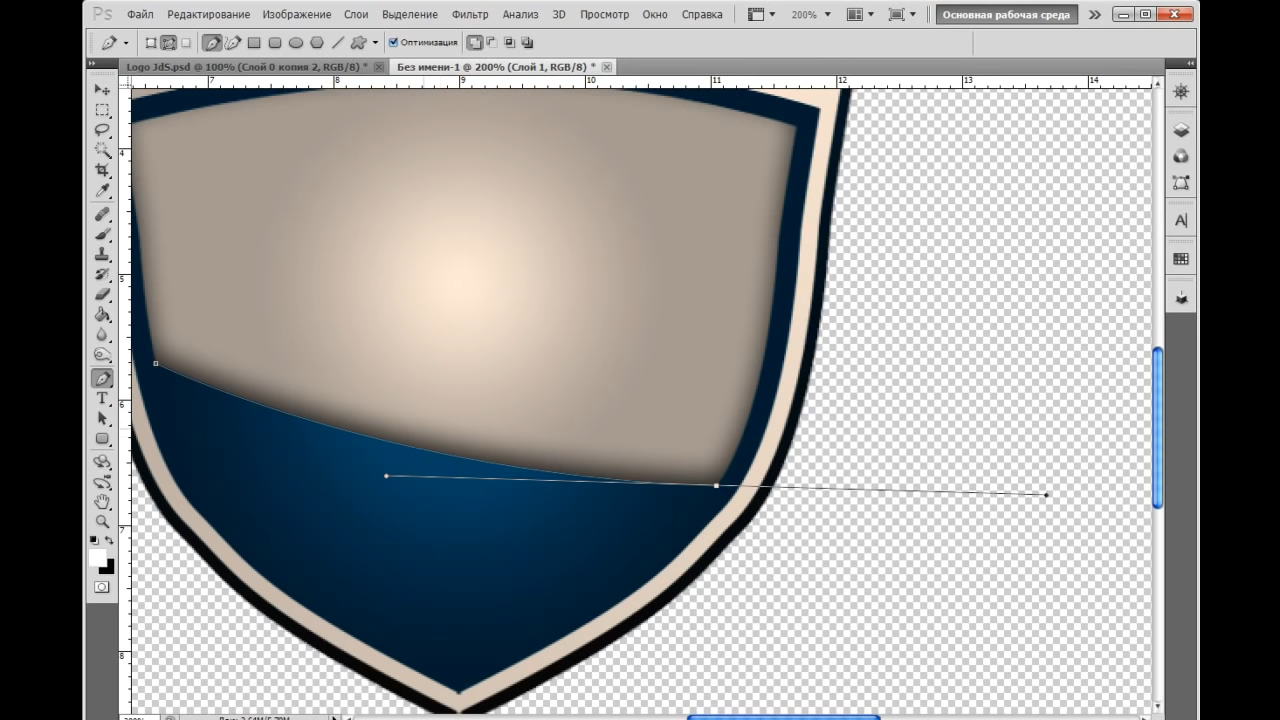 Ps Файл Редактирование Изображение Слои Выделение Фильтр Анализ 3D Просмотр Окно Справка 200% Основная рабочая среда
Оптимизация
Logo JdS.psd @ 100% (Слой 0 копия 2, RGB/8) * Без имени-1 @ 200% (Слой 1, RGB/8) *
7 8 9 10 11 12 13 14
4
5
6
7
8
T
A